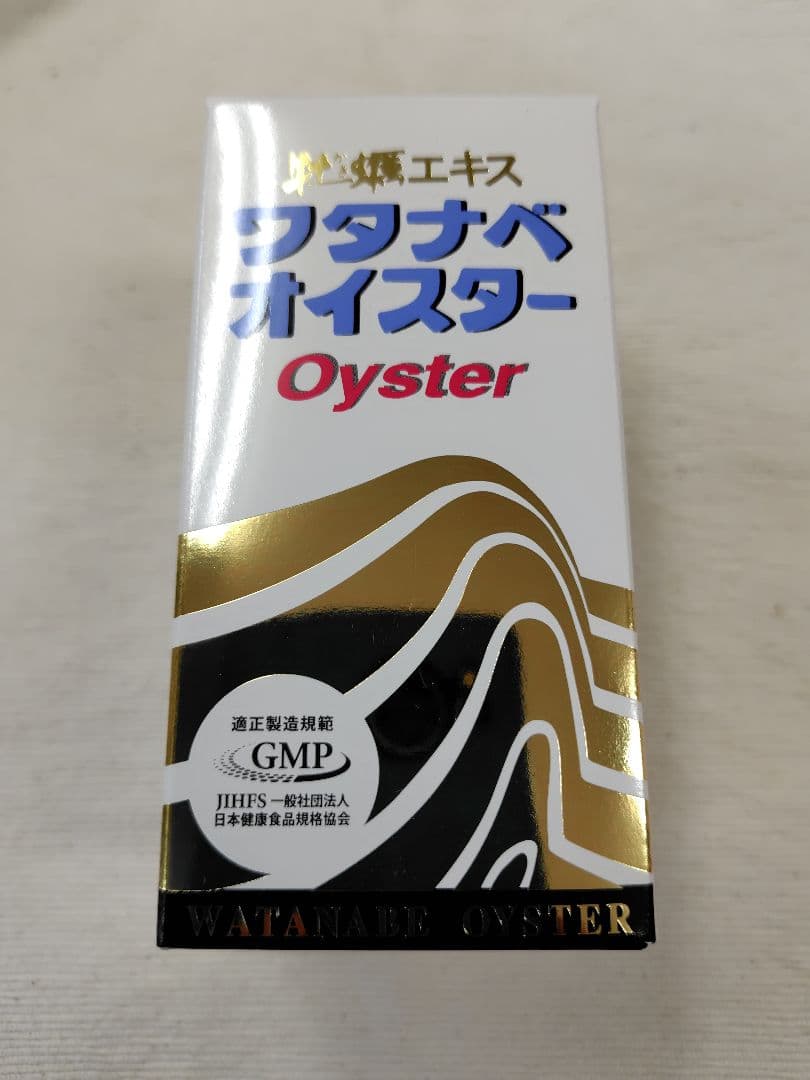 牡蠣エキス
ワタナベ
オイスター
Oyster
適正製造規範
GMP
JIHFS 一般社団法人
日本健康食品規格協会
WATANABE OYSTER